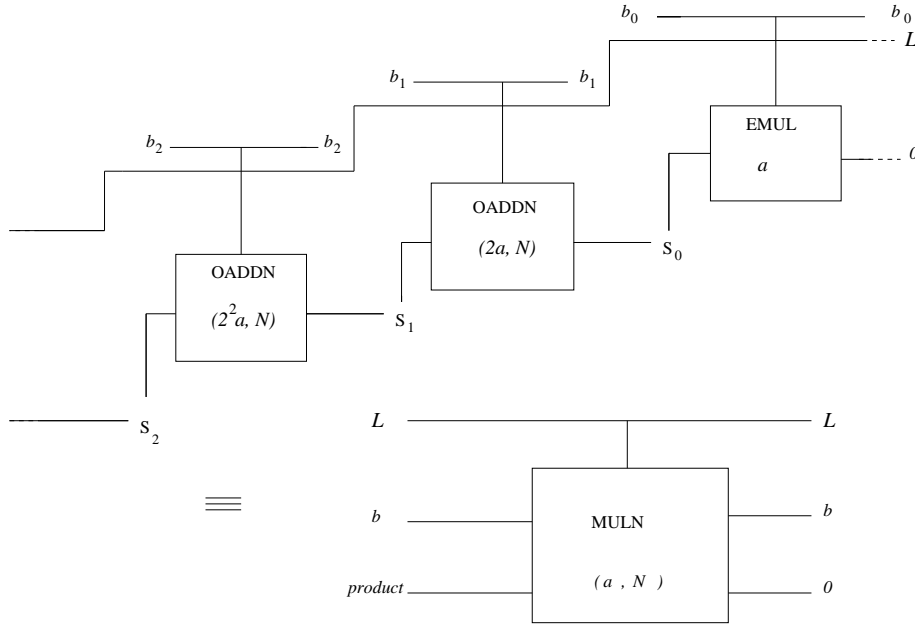 b0 b0
L
b1 b1
EMUL
b2 b2
a
0
OADDN
(2a, N)
S0
OADDN
(2²a, N)
S1
S2
L L
b b
MULN
product (a , N ) 0